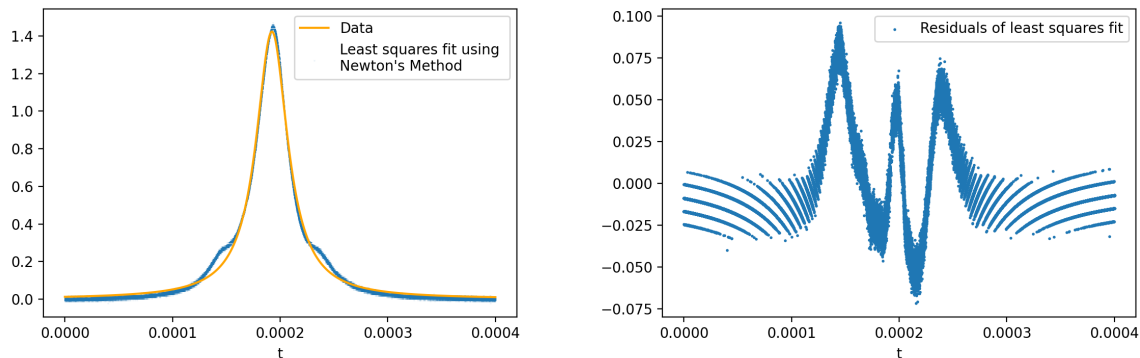 Data
Least squares fit using
Newton's Method
1.4
1.2
1.0
0.8
0.6
0.4
0.2
0.0
0.0000 0.0001 0.0002 0.0003 0.0004
t
Residuals of least squares fit
0.100
0.075
0.050
0.025
0.000
−0.025
−0.050
−0.075
0.0000 0.0001 0.0002 0.0003 0.0004
t